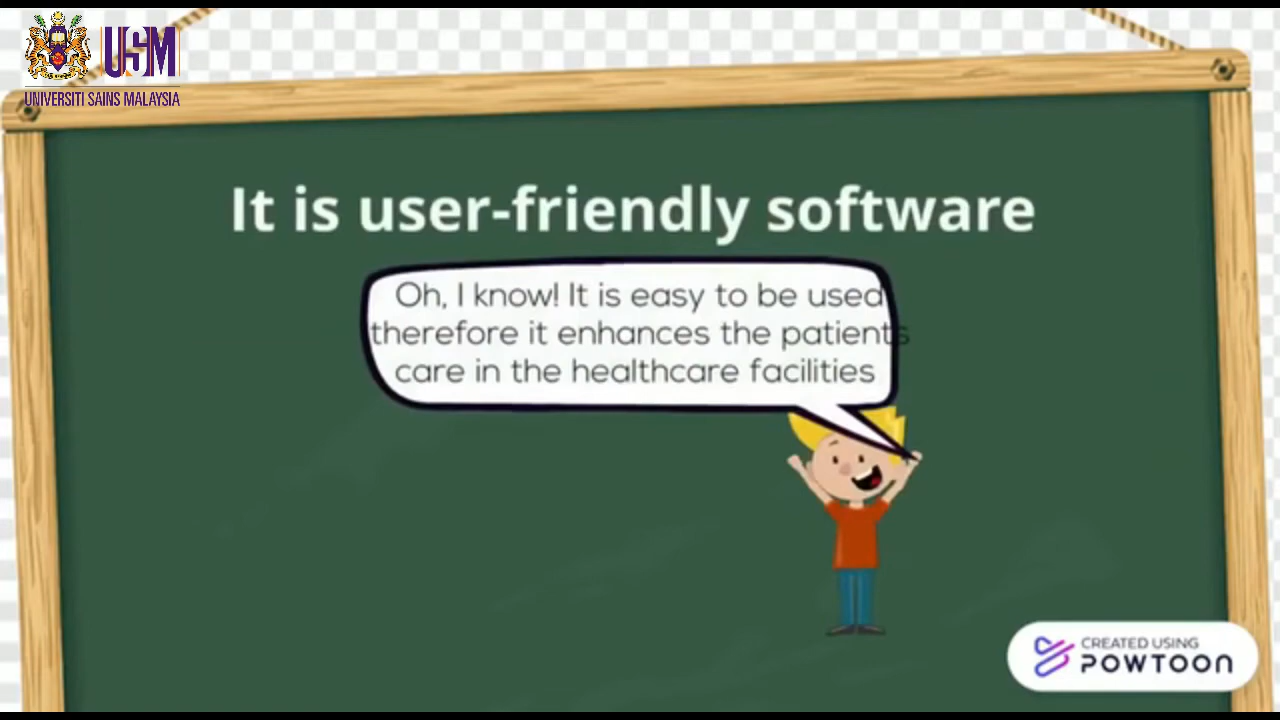 USM
UNIVERSITI SAINS MALAYSIA
It is user-friendly software
Oh, I know! It is easy to be used
therefore it enhances the patients
care in the healthcare facilities
CREATED USING
POWTOON